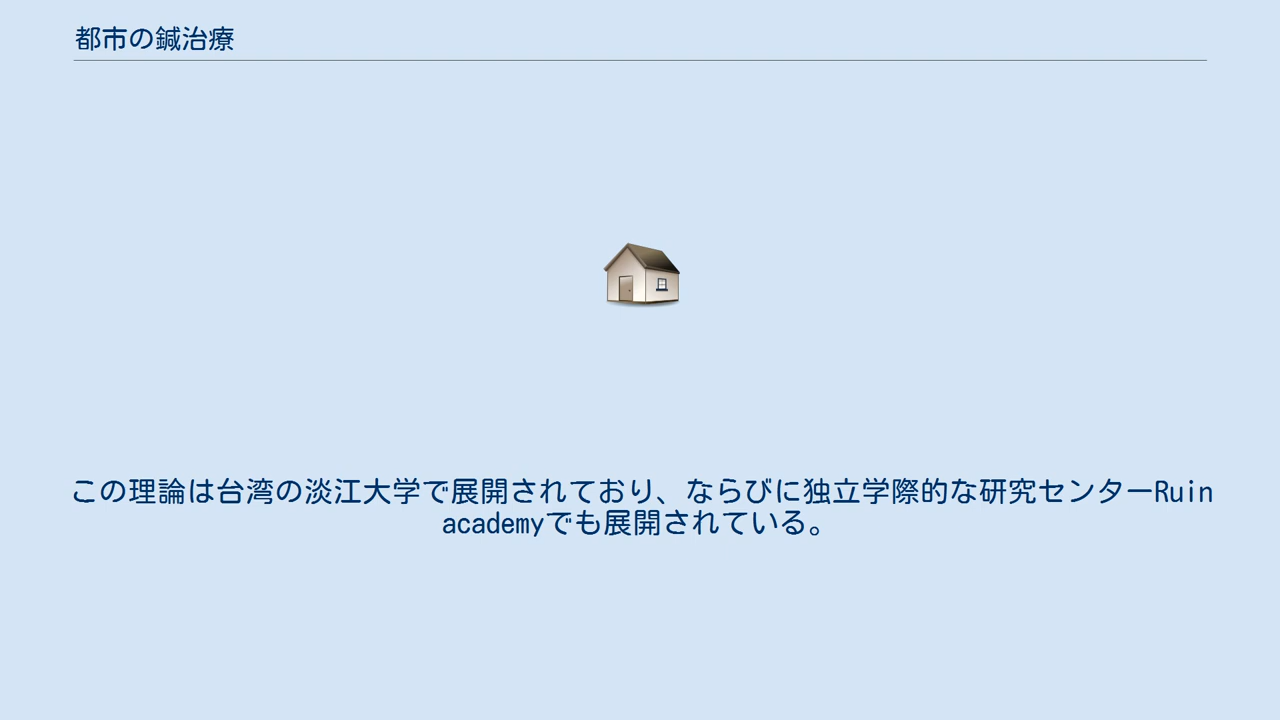 都市の鍼治療
この理論は台湾の淡江大学で展開されており、ならびに独立学際的な研究センターRuin
academyでも展開されている。